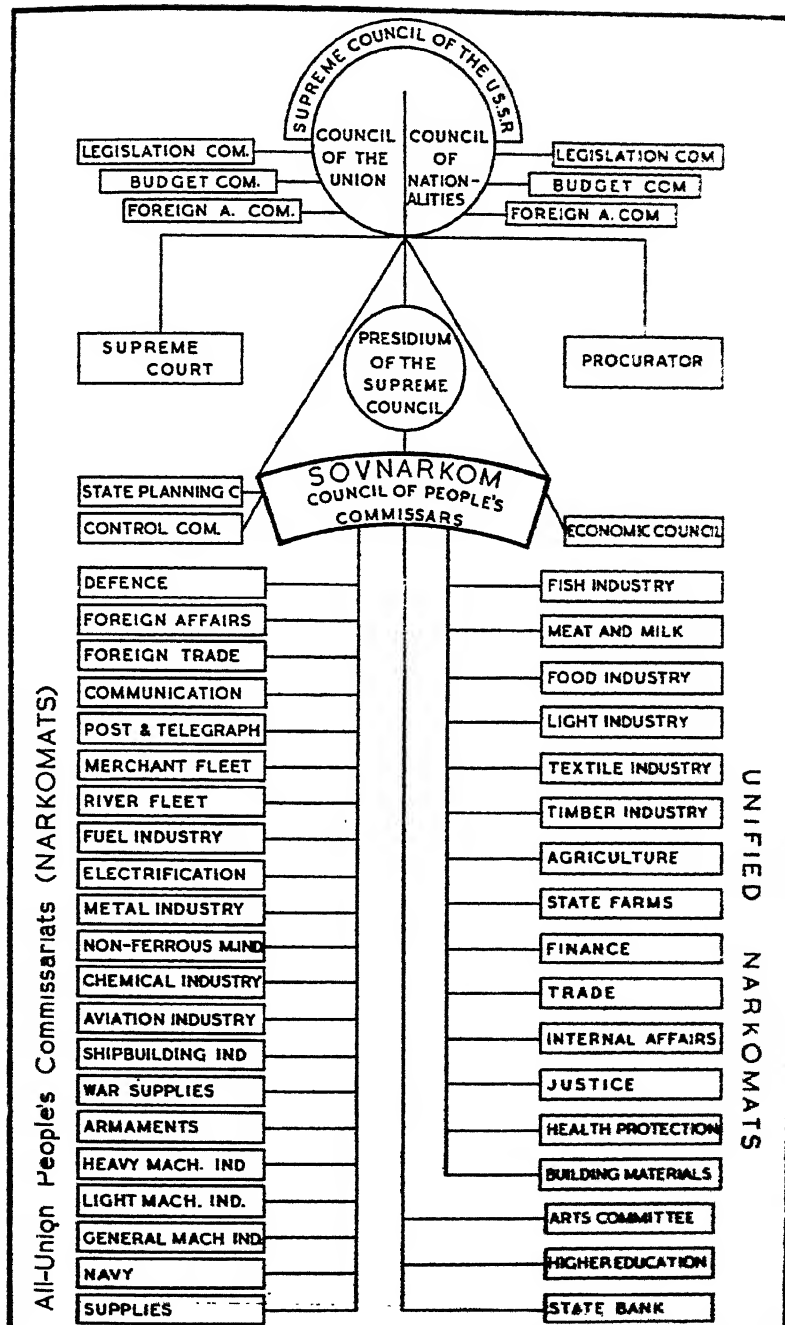 SUPREME COUNCIL OF THE U.S.S.R
COUNCIL
OF THE
UNION
COUNCIL
OF
NATION-
ALITIES
LEGISLATION COM.
BUDGET COM.
FOREIGN A. COM.
LEGISLATION COM
BUDGET COM
FOREIGN A. COM
SUPREME
COURT
PRESIDIUM
OF THE
SUPREME
COUNCIL
PROCURATOR
SOVNARKOM
COUNCIL OF PEOPLE'S
COMMISSARS
STATE PLANNING C
CONTROL COM.
ECONOMIC COUNCIL
All-Union People's Commissariats (NARKOMATS)
DEFENCE
FOREIGN AFFAIRS
FOREIGN TRADE
COMMUNICATION
POST & TELEGRAPH
MERCHANT FLEET
RIVER FLEET
FUEL INDUSTRY
ELECTRIFICATION
METAL INDUSTRY
NON-FERROUS M.IND
CHEMICAL INDUSTRY
AVIATION INDUSTRY
SHIPBUILDING IND
WAR SUPPLIES
ARMAMENTS
HEAVY MACH. IND
LIGHT MACH. IND.
GENERAL MACH IND
NAVY
SUPPLIES
FISH INDUSTRY
MEAT AND MILK
FOOD INDUSTRY
LIGHT INDUSTRY
TEXTILE INDUSTRY
TIMBER INDUSTRY
AGRICULTURE
STATE FARMS
FINANCE
TRADE
INTERNAL AFFAIRS
JUSTICE
HEALTH PROTECTION
BUILDING MATERIALS
ARTS COMMITTEE
HIGHER EDUCATION
STATE BANK
UNIFIED NARKOMATS